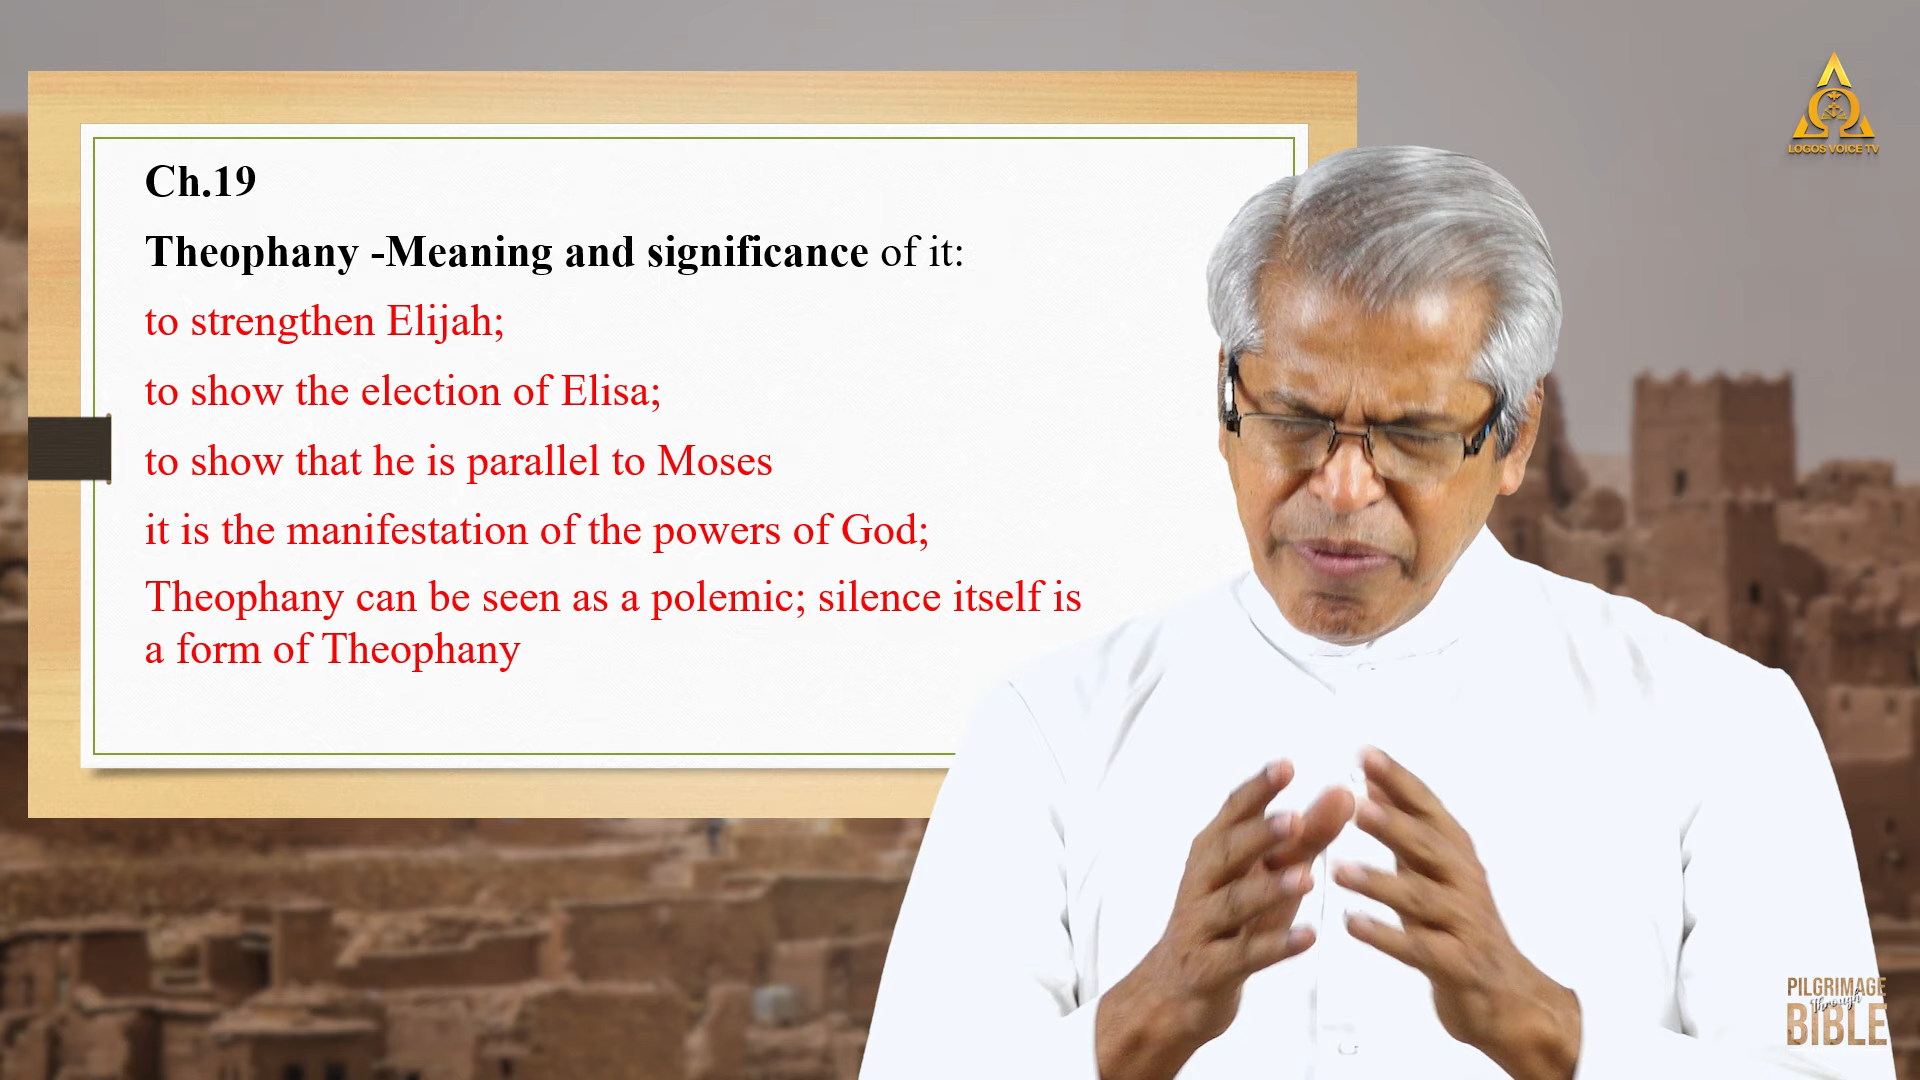 Ch.19
Theophany -Meaning and significance of it:
to strengthen Elijah;
to show the election of Elisa;
to show that he is parallel to Moses
it is the manifestation of the powers of God;
Theophany can be seen as a polemic; silence itself is
a form of Theophany
LOGOS VOICE TV
PILGRIMAGE
Through
BIBLE